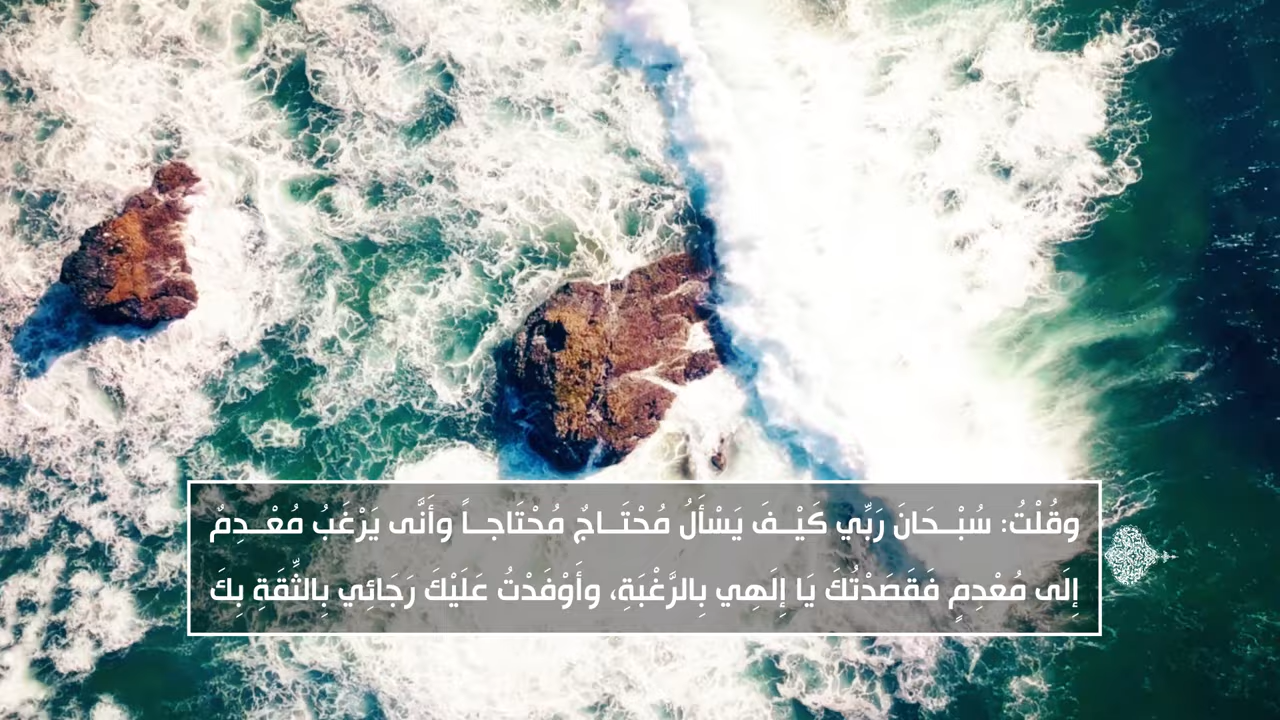 وقُلْتُ: سُبْـحَانَ رَبِّي كَيْـفَ يَسْأَلُ مُحْتَـاجٌ مُحْتَاجـاً وأَنَّى يَرْغَبُ مُعْـدِمٌ
إِلَى مُعْدِمٍ فَقَصَدْتُكَ يَا إِلَهِي بِالرَّغْبَةِ، وأَوْفَدْتُ عَلَيْكَ رَجَائِي بِالثِّقَةِ بِكَ